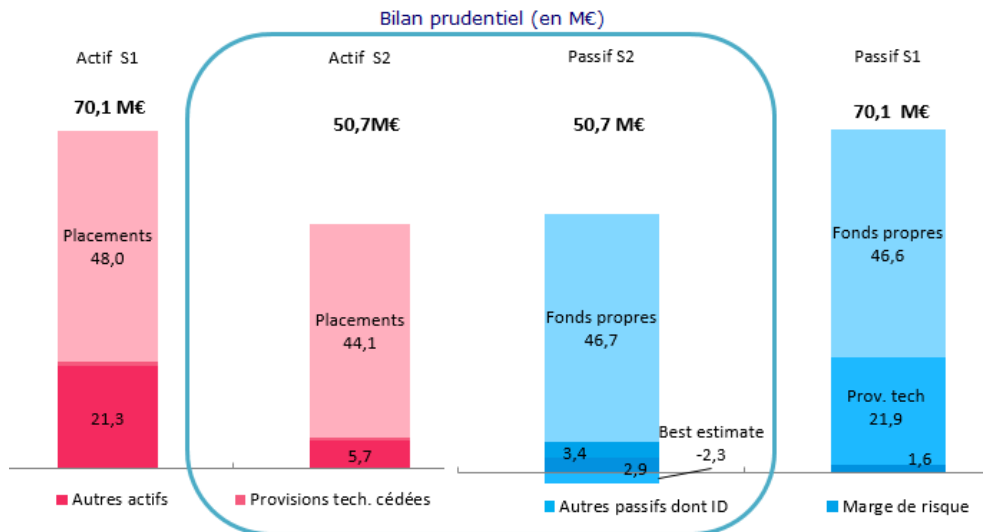 Bilan prudentiel (en M€)
Actif S1
Actif S2
Passif S2
Passif S1
70,1 M€
50,7M€
50,7 M€
70,1 M€
Placements
48,0
21,3
Placements
44,1
5,7
Fonds propres
46,7
3,4
2,9
Best estimate
-2,3
Fonds propres
46,6
Prov. tech
21,9
1,6
Autres actifs
Provisions tech. cédées
Autres passifs dont ID
Marge de risque